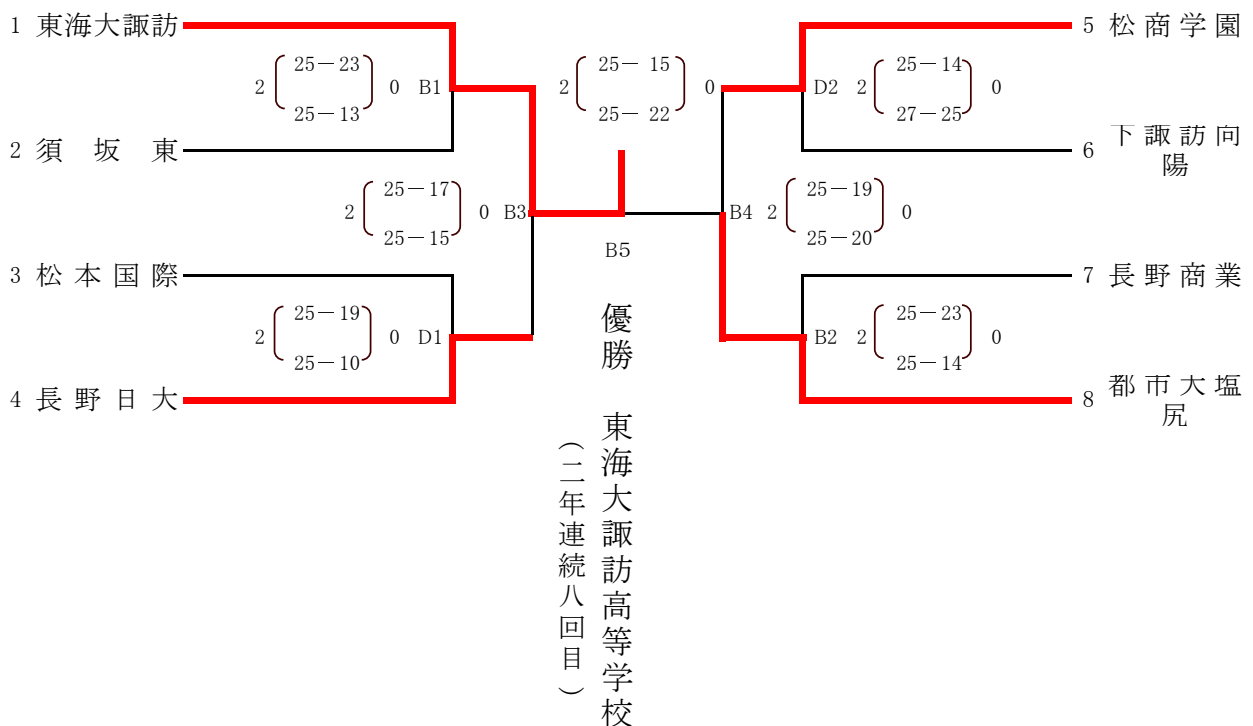 1 東海大諏訪
5 松商学園
25－23
2 0 B1
25－13
25－ 15
2 0
25－ 22
25－14
D2 2 0
27－25
2 須坂東
6 下諏訪向
陽
25－17
2 0 B3
25－15
25－19
B4 2 0
25－20
B5
3 松本国際
7 長野商業
25－19
2 0 D1
25－10
25－23
B2 2 0
25－14
4 長野日大
8 都市大塩
尻
優勝 東海大諏訪高等学校
（二年連続八回目）